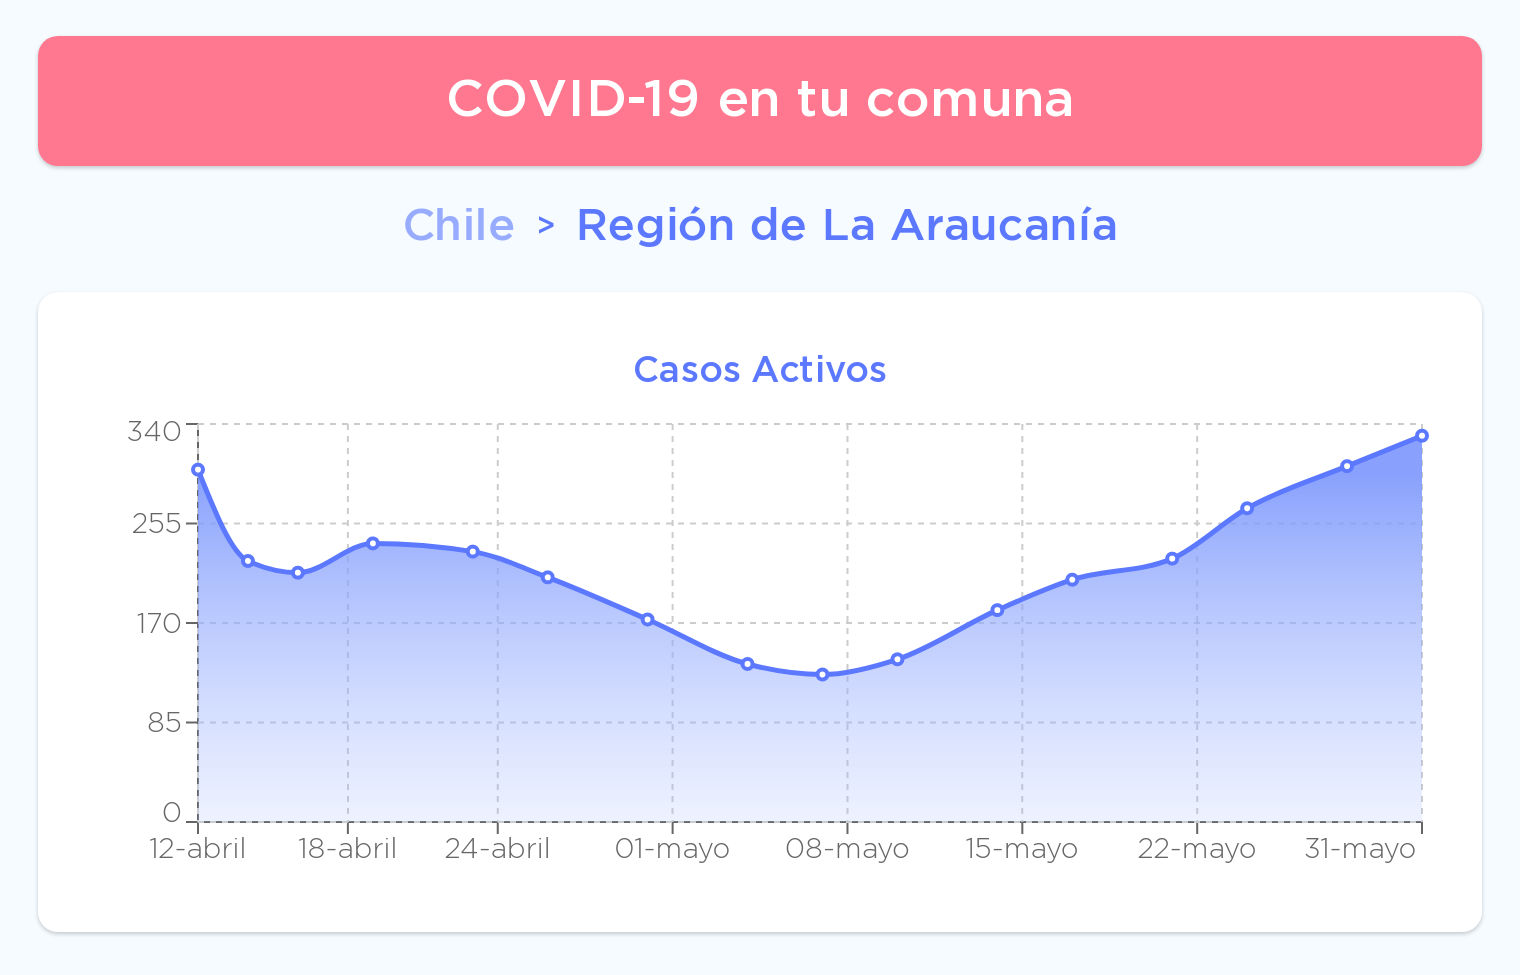 COVID-19 en tu comuna
Chile > Región de La Araucanía
Casos Activos
340
255
170
85
0
12-abril 18-abril 24-abril 01-mayo 08-mayo 15-mayo 22-mayo 31-mayo